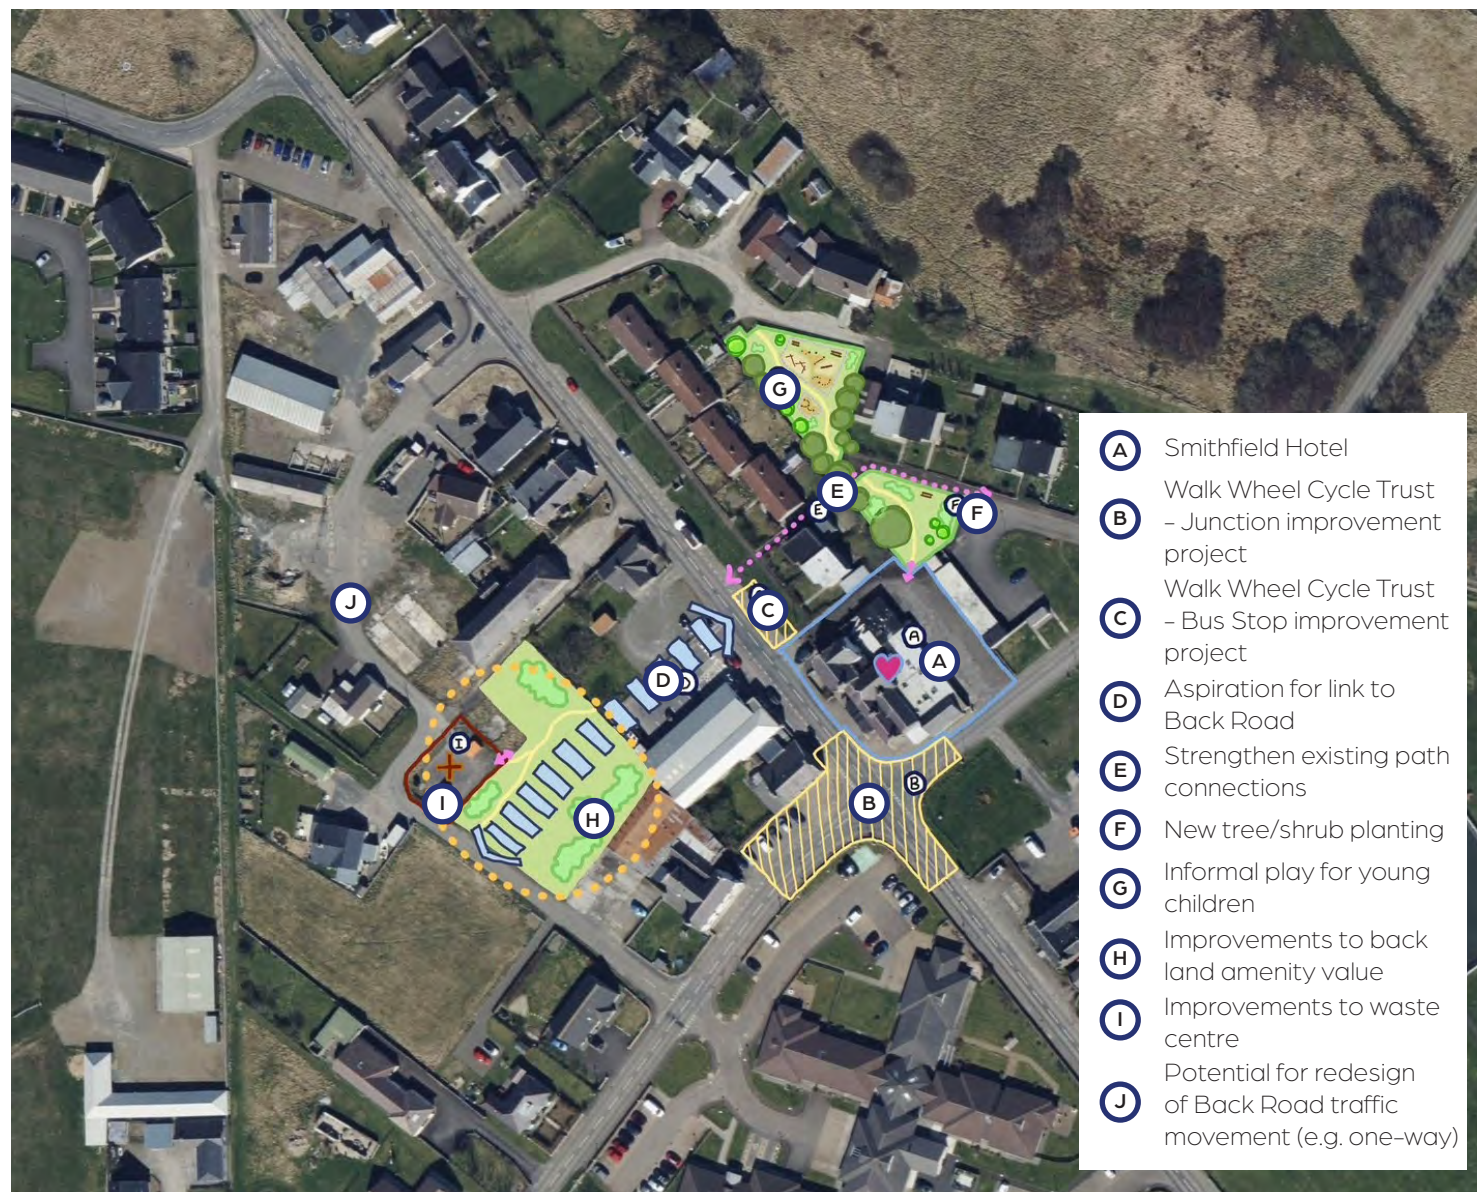 G
E
E
F
F
J
C
A
A
D
D
I
B
B
I
H
A Smithfield Hotel
B Walk Wheel Cycle Trust
- Junction improvement
project
C Walk Wheel Cycle Trust
- Bus Stop improvement
project
D Aspiration for link to
Back Road
E Strengthen existing path
connections
F New tree/shrub planting
G Informal play for young
children
H Improvements to back
land amenity value
I Improvements to waste
centre
J Potential for redesign
of Back Road traffic
movement (e.g. one-way)